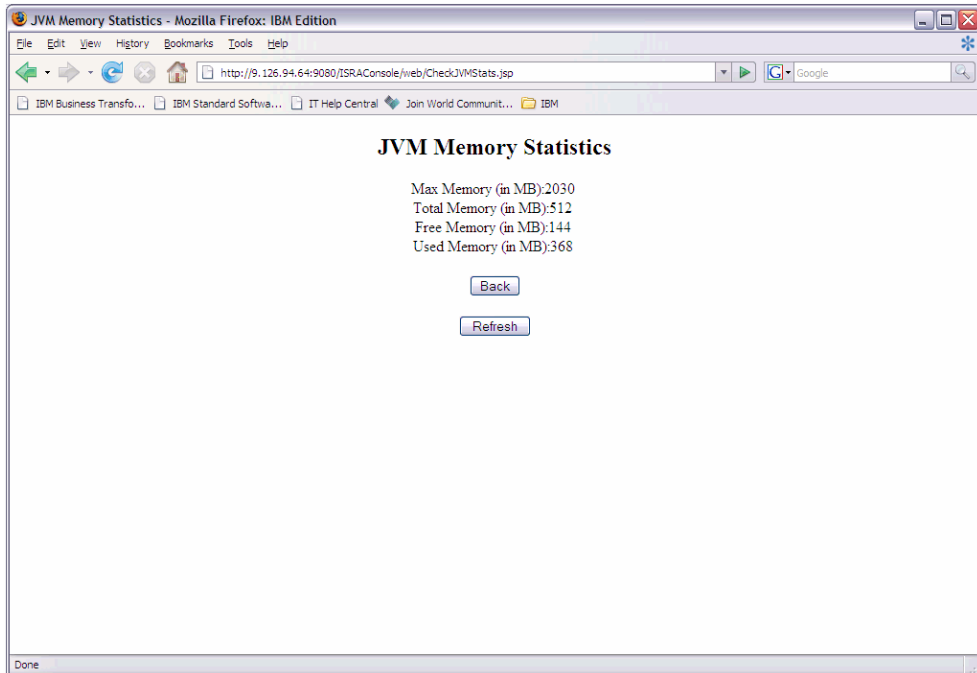 JVM Memory Statistics - Mozilla Firefox: IBM Edition
File Edit View History Bookmarks Tools Help
http://9.126.94.64:9080/ISRAConsole/web/CheckJVMStats.jsp
G Google
IBM Business Transfo... IBM Standard Softwa... IT Help Central Join World Communit... IBM
JVM Memory Statistics
Max Memory (in MB):2030
Total Memory (in MB):512
Free Memory (in MB):144
Used Memory (in MB):368
Back
Refresh
Done